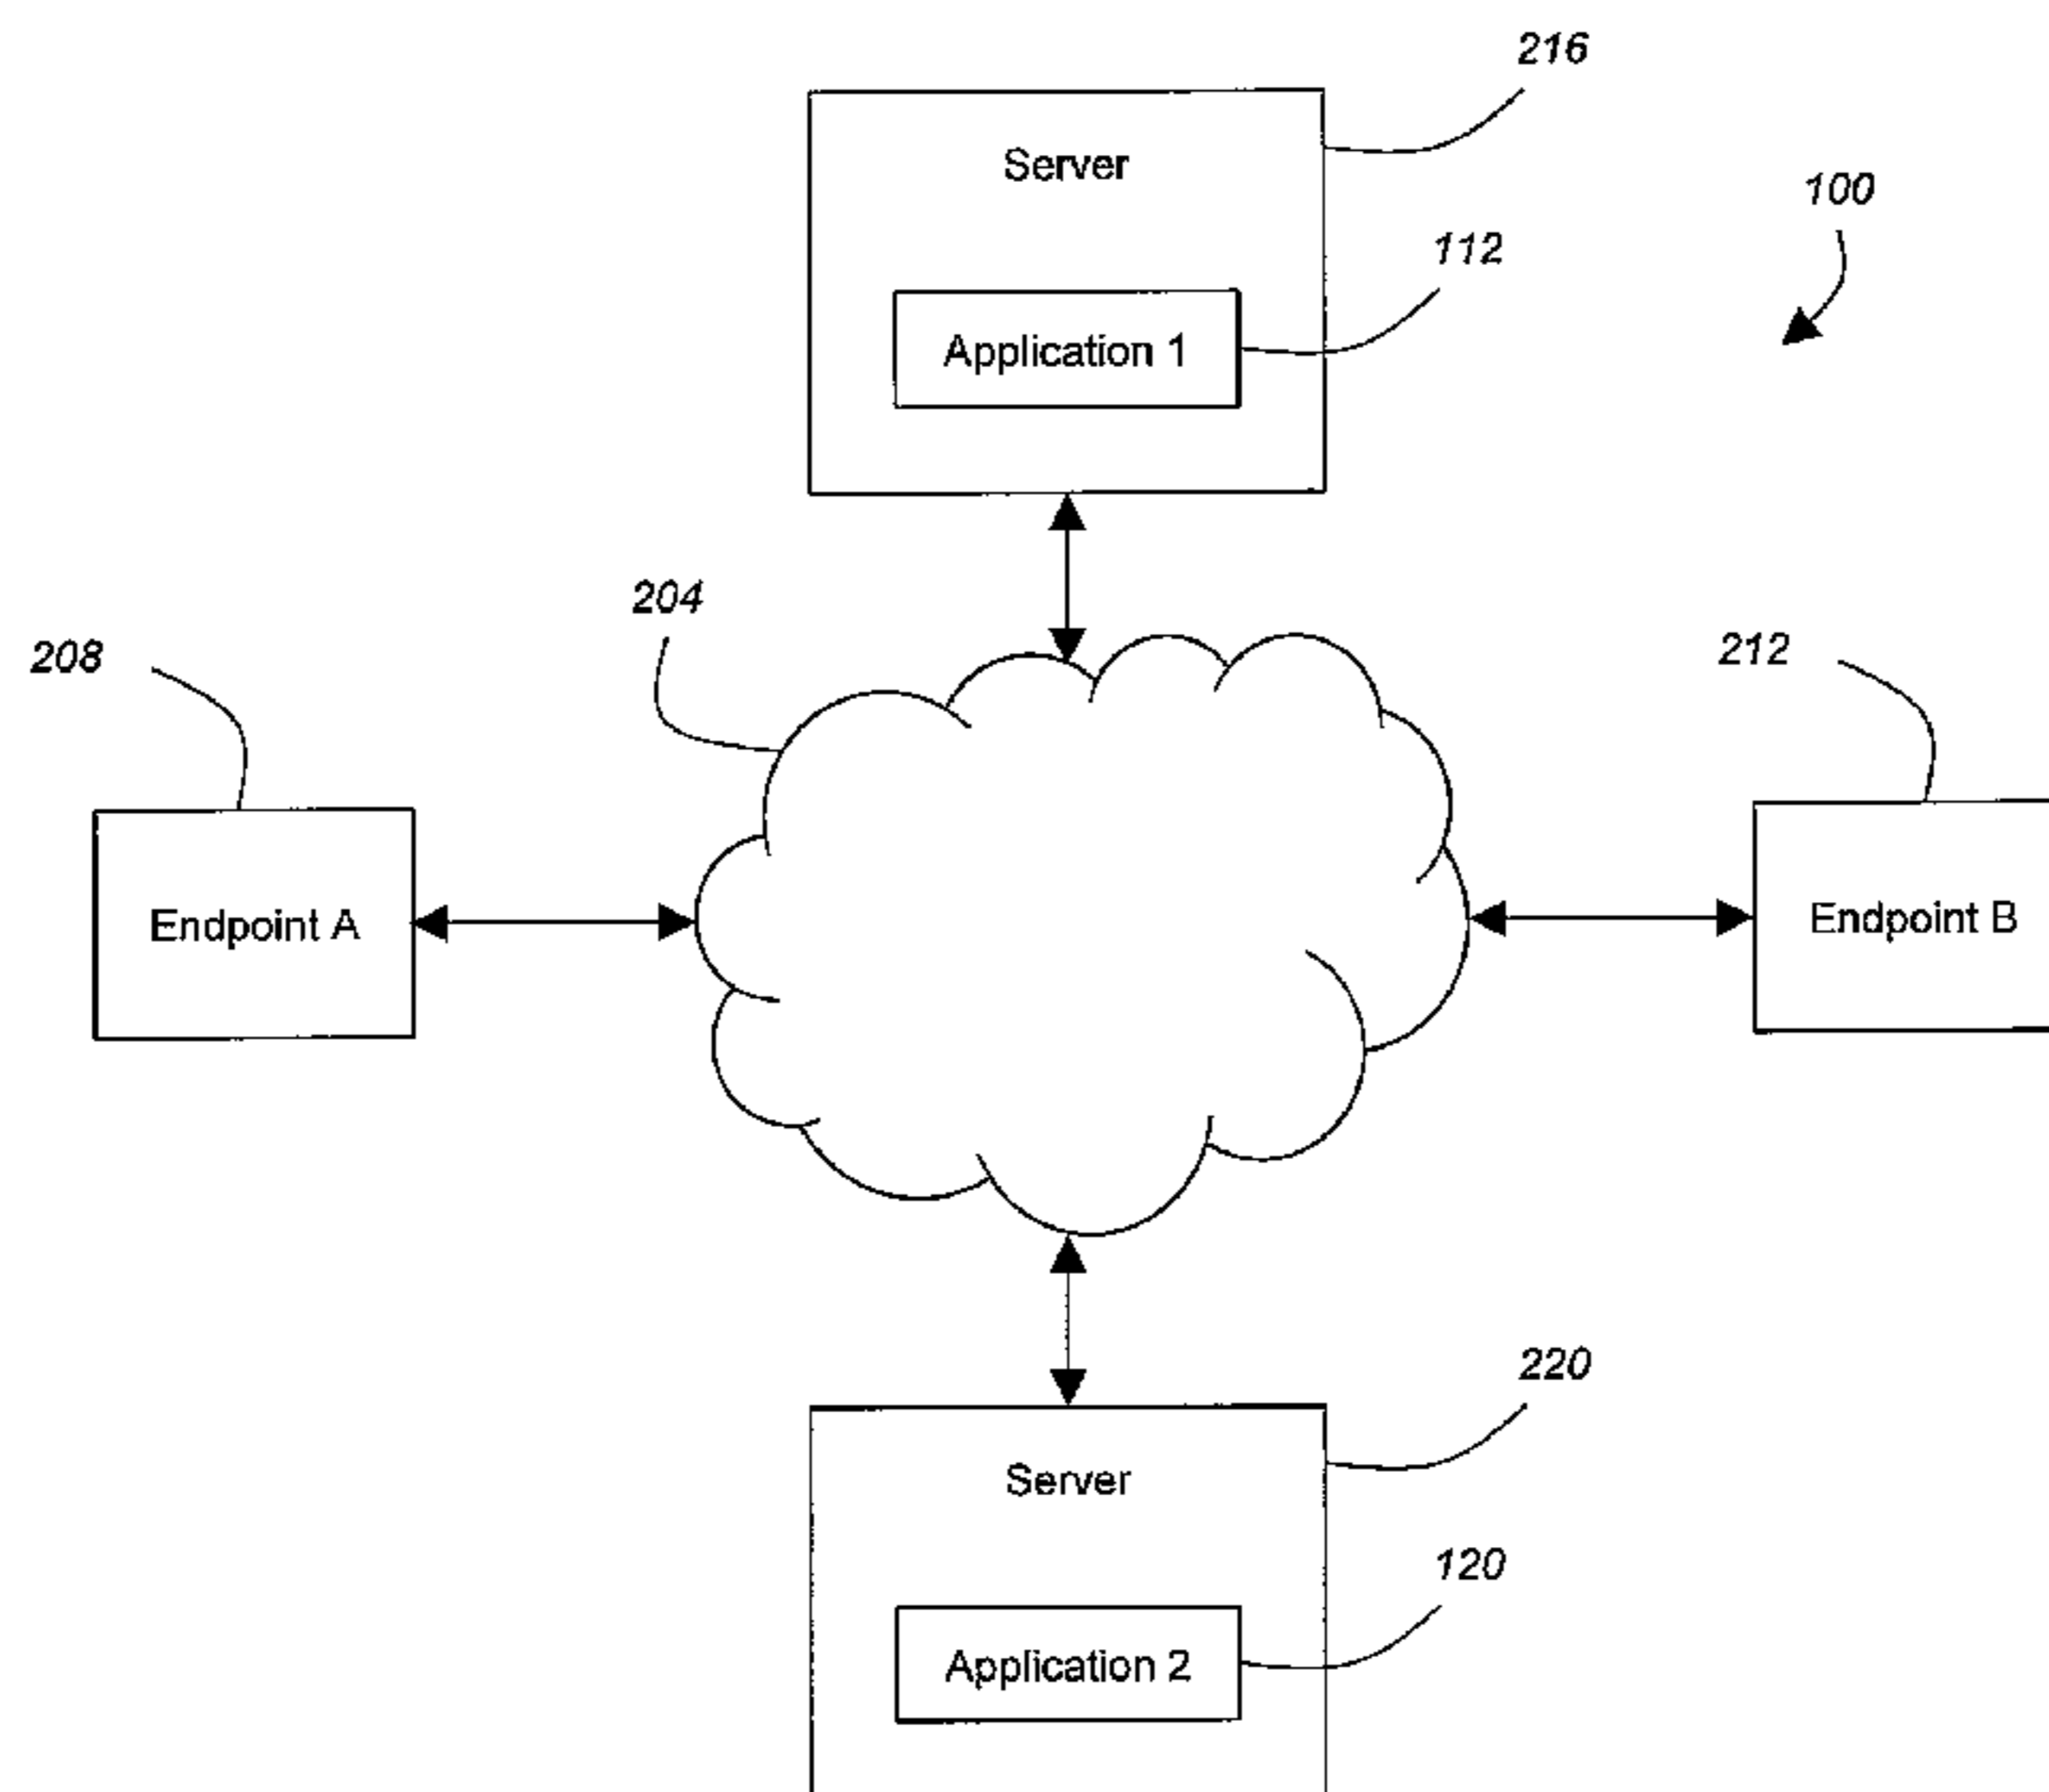 216
Server
100
112
Application 1
204
208
212
Endpoint A
Endpoint B
220
Server
120
Application 2